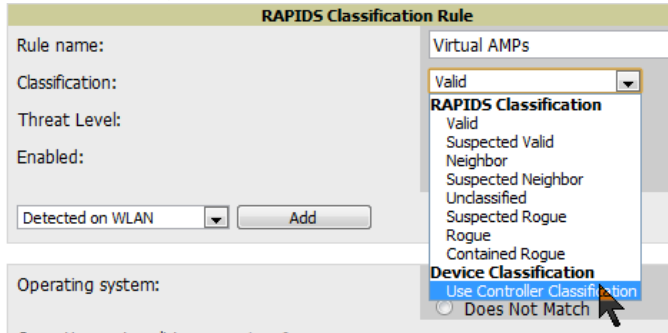 RAPIDS Classification Rule
Rule name:
Virtual AMPs
Classification:
Valid
Threat Level:
Enabled:
RAPIDS Classification
Valid
Suspected Valid
Neighbor
Suspected Neighbor
Unclassified
Suspected Rogue
Rogue
Contained Rogue
Device Classification
Use Controller Classification
Detected on WLAN
Add
Operating system:
Does Not Match